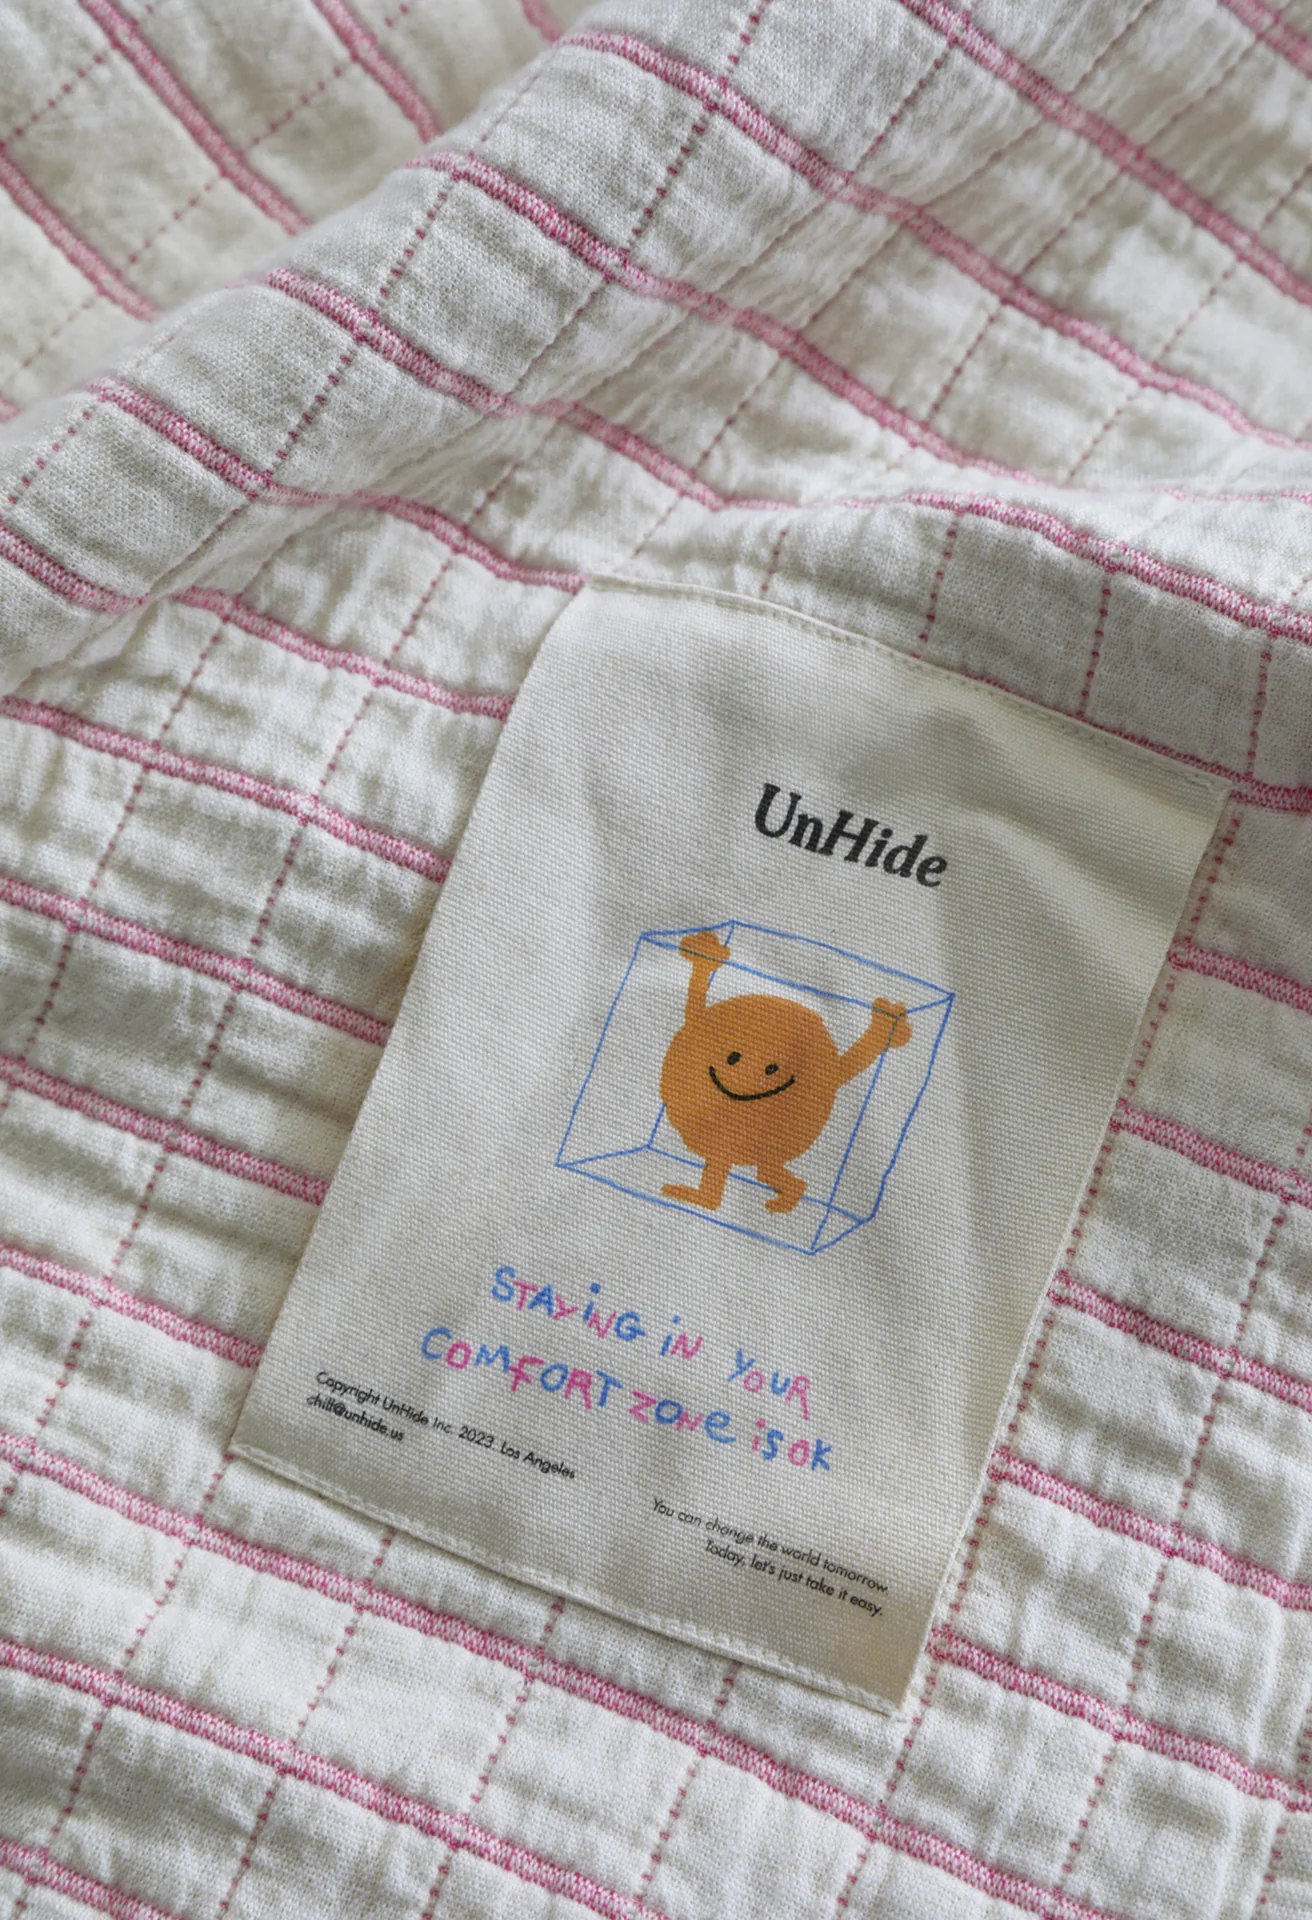 UnHide
STAYiNG iN YOUR
COMFORT ZONe iS OK
Copyright UnHide Inc. 2023. Los Angeles
chill@unhide.us
You can change the world tomorrow.
Today, let's just take it easy.